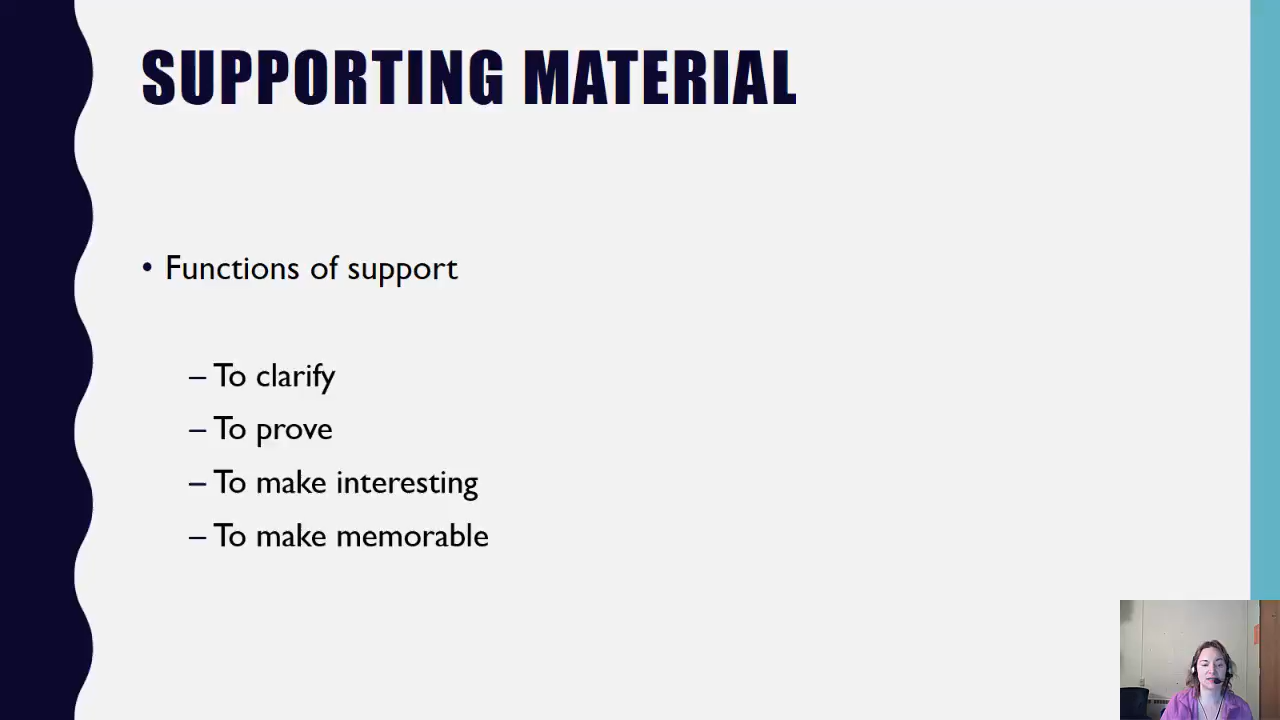 SUPPORTING MATERIAL
• Functions of support
– To clarify
– To prove
– To make interesting
– To make memorable